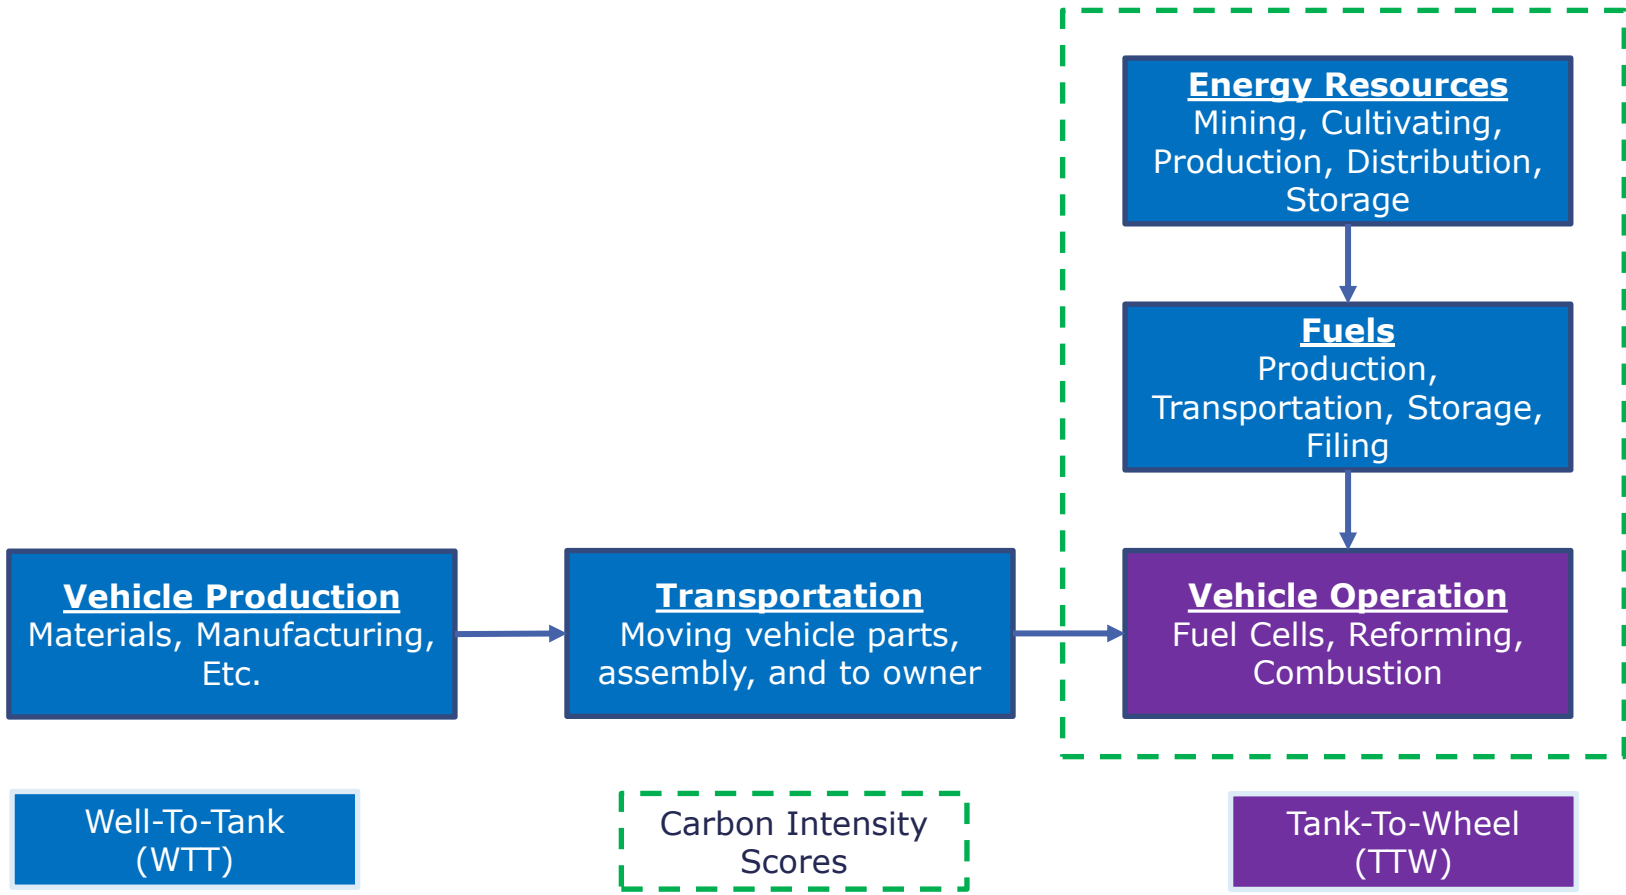 Energy Resources
Mining, Cultivating,
Production, Distribution,
Storage
Fuels
Production,
Transportation, Storage,
Filing
Vehicle Production
Materials, Manufacturing,
Etc.
Transportation
Moving vehicle parts,
assembly, and to owner
Vehicle Operation
Fuel Cells, Reforming,
Combustion
Well-To-Tank
(WTT)
Carbon Intensity
Scores
Tank-To-Wheel
(TTW)